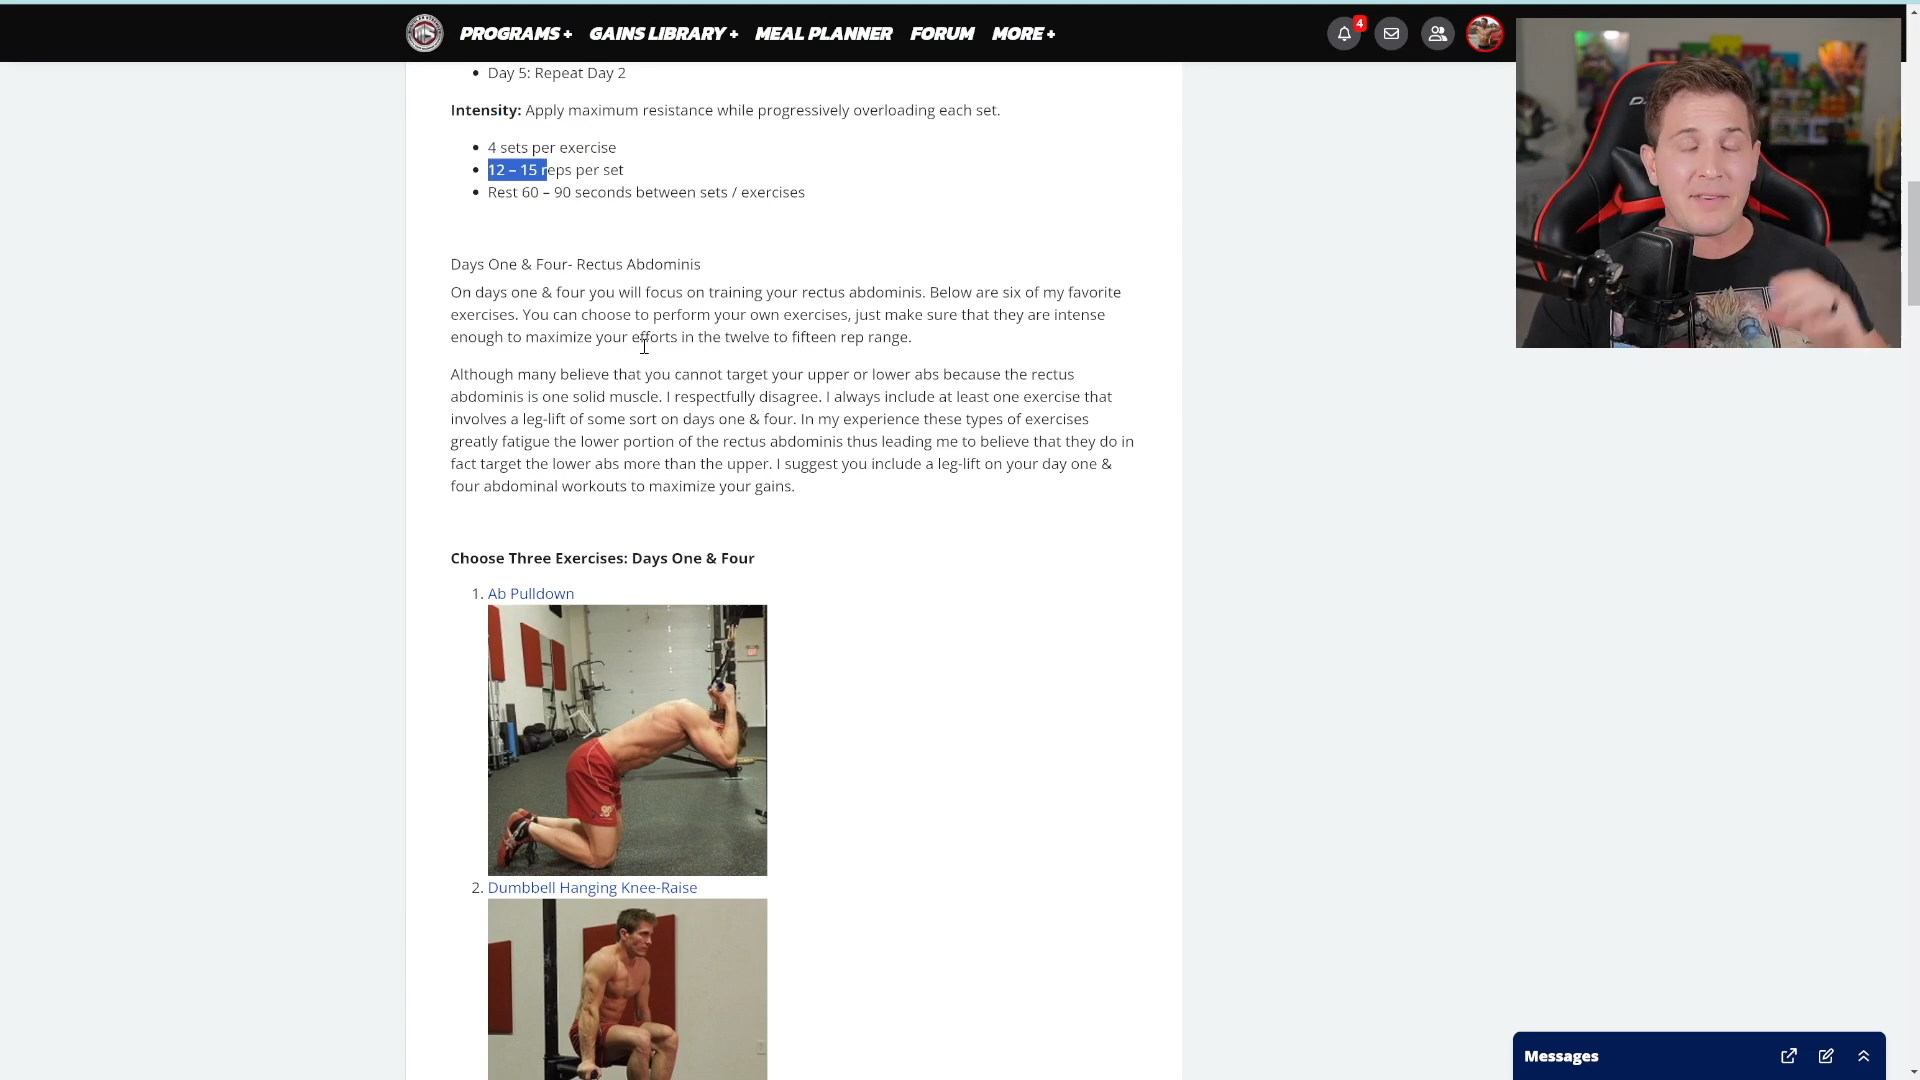 PROGRAMS + GAINS LIBRARY + MEAL PLANNER FORUM MORE +
4
Day 5: Repeat Day 2
Intensity: Apply maximum resistance while progressively overloading each set.
4 sets per exercise
12 – 15 reps per set
Rest 60 – 90 seconds between sets / exercises
Days One & Four- Rectus Abdominis
On days one & four you will focus on training your rectus abdominis. Below are six of my favorite
exercises. You can choose to perform your own exercises, just make sure that they are intense
enough to maximize your efforts in the twelve to fifteen rep range.
Although many believe that you cannot target your upper or lower abs because the rectus
abdominis is one solid muscle. I respectfully disagree. I always include at least one exercise that
involves a leg-lift of some sort on days one & four. In my experience these types of exercises
greatly fatigue the lower portion of the rectus abdominis thus leading me to believe that they do in
fact target the lower abs more than the upper. I suggest you include a leg-lift on your day one &
four abdominal workouts to maximize your gains.
Choose Three Exercises: Days One & Four
1. Ab Pulldown
2. Dumbbell Hanging Knee-Raise
Messages